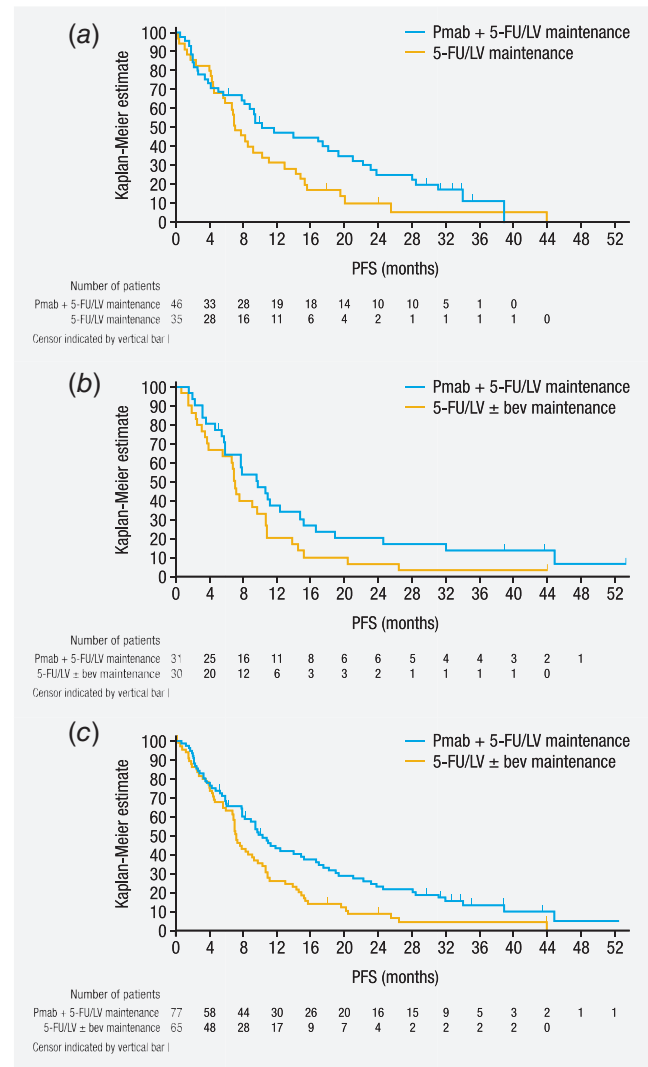 (a)
Pmab + 5-FU/LV maintenance
5-FU/LV maintenance
Kaplan-Meier estimate
100
90
80
70
60
50
40
30
20
10
0
0 4 8 12 16 20 24 28 32 36 40 44 48 52
PFS (months)
Number of patients
Pmab + 5-FU/LV maintenance 46 33 28 19 18 14 10 10 5 1 0
5-FU/LV maintenance 35 28 16 11 6 4 2 1 1 1 1 0
Censor indicated by vertical bar |
(b)
Pmab + 5-FU/LV maintenance
5-FU/LV ± bev maintenance
Kaplan-Meier estimate
100
90
80
70
60
50
40
30
20
10
0
0 4 8 12 16 20 24 28 32 36 40 44 48 52
PFS (months)
Number of patients
Pmab + 5-FU/LV maintenance 31 25 16 11 8 6 6 5 4 4 3 2 1
5-FU/LV ± bev maintenance 30 20 12 6 3 3 2 1 1 1 1 0
Censor indicated by vertical bar |
(c)
Pmab + 5-FU/LV maintenance
5-FU/LV ± bev maintenance
Kaplan-Meier estimate
100
90
80
70
60
50
40
30
20
10
0
0 4 8 12 16 20 24 28 32 36 40 44 48 52
PFS (months)
Number of patients
Pmab + 5-FU/LV maintenance 77 58 44 30 26 20 16 15 9 5 3 2 1 1
5-FU/LV ± bev maintenance 65 48 28 17 9 7 4 2 2 2 2 0
Censor indicated by vertical bar |